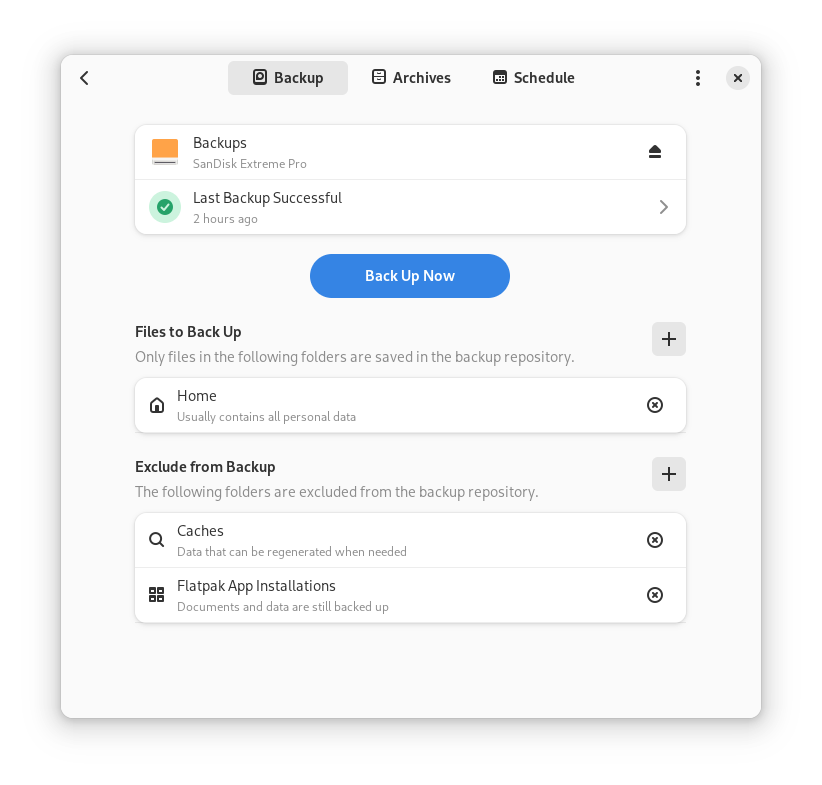 Backup
Archives
Schedule
Backups
SanDisk Extreme Pro
Last Backup Successful
2 hours ago
Back Up Now
Files to Back Up
Only files in the following folders are saved in the backup repository.
Home
Usually contains all personal data
Exclude from Backup
The following folders are excluded from the backup repository.
Caches
Data that can be regenerated when needed
Flatpak App Installations
Documents and data are still backed up